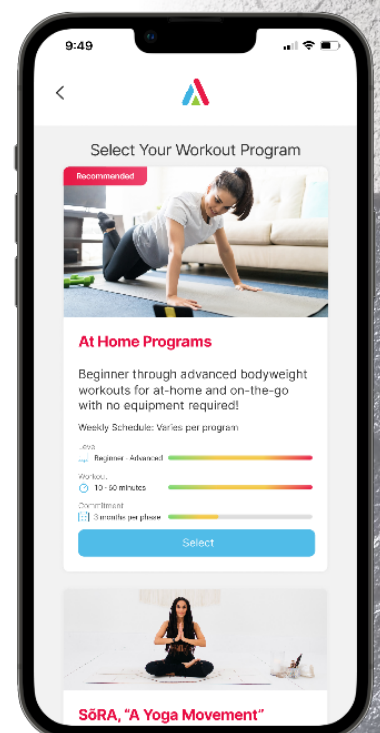 9:49
Select Your Workout Program
Recommended
At Home Programs
Beginner through advanced bodyweight
workouts for at-home and on-the-go
with no equipment required!
Weekly Schedule: Varies per program
Level
Beginner - Advanced
Workout
10 - 60 minutes
Commitment
3 months per phase
Select
SōRA, “A Yoga Movement”